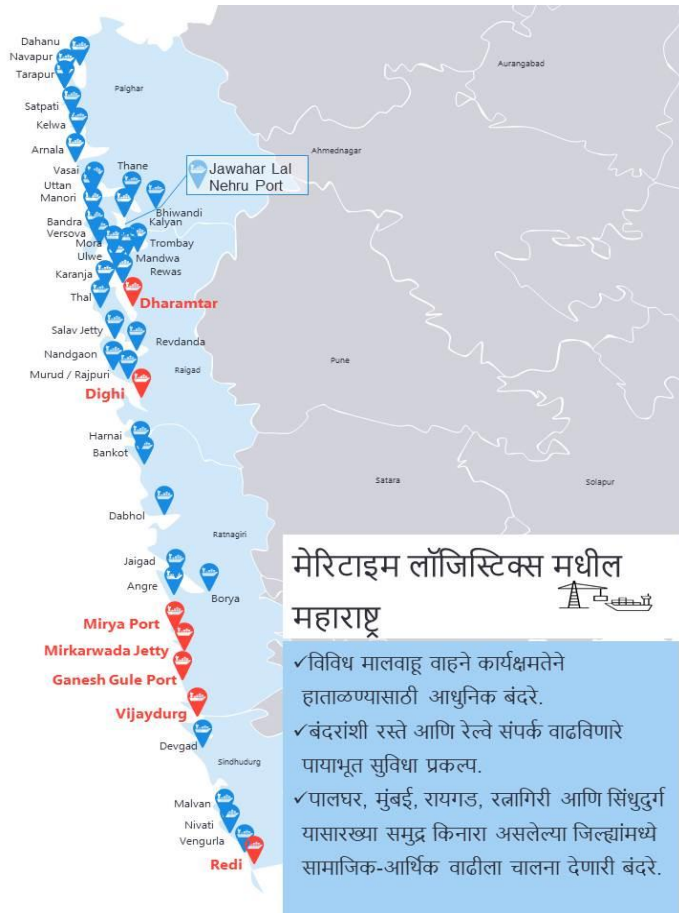 Dahanu
Navapur
Tarapur
Palghar
Aurangabad
Satpati
Kelwa
Arnala
Ahmednagar
Vasai
Thane
Jawahar Lal
Nehru Port
Uttan
Manori
Bhiwandi
Bandra
Kalyan
Versova
Mora
Trombay
Ulwe
Mandwa
Karanja
Rewas
Thal
Dharamtar
Salav Jetty
Revdanda
Nandgaon
Pune
Murud / Rajpuri
Raigad
Dighi
Harnai
Bankot
Satara
Solapur
Dabhol
Ratnagiri
Jaigad
Angre
Borya
Mirya Port
Mirkarwada Jetty
Ganesh Gule Port
Vijaydurg
Devgad
Sindhudurg
Malvan
Nivati
Vengurla
Redi
मेरिटाइम लॉजिस्टिक्स मधील
महाराष्ट्र
✓विविध मालवाहू वाहने कार्यक्षमतेने
हाताळण्यासाठी आधुनिक बंदरे.
✓बंदरांशी रस्ते आणि रेल्वे संपर्क वाढविणारे
पायाभूत सुविधा प्रकल्प.
✓पालघर, मुंबई, रायगड, रत्नागिरी आणि सिंधुदुर्ग
यासारख्या समुद्र किनारा असलेल्या जिल्ह्यांमध्ये
सामाजिक-आर्थिक वाढीला चालना देणारी बंदरे.